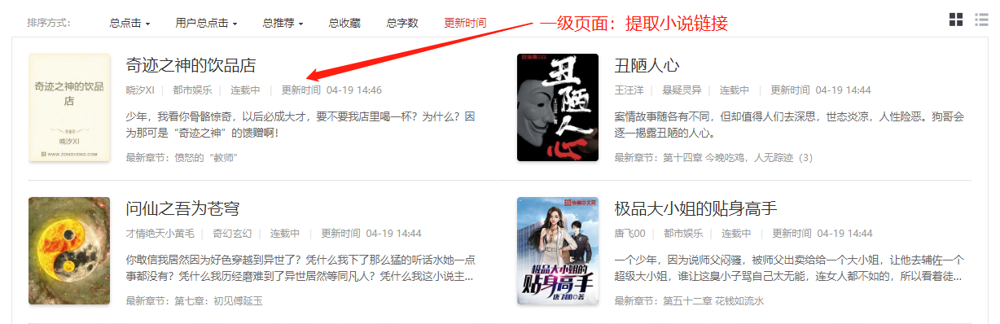 排序方式：
总点击
用户总点击
总推荐
总收藏
总字数
更新时间
一级页面：提取小说链接
奇迹之神的饮品店
晓汐XI
WWW.ZONGHENG.COM
奇迹之神的饮品店
晓汐XI | 都市娱乐 | 连载中 | 更新时间 04-19 14:46
少年，我看你骨骼惊奇，以后必成大才，要不要我店里喝一杯？为什么？因
为那可是“奇迹之神”的馈赠啊！
最新章节：愤怒的“教师”
丑陋人心
王汪洋 著
丑陋人心
王汪洋 | 悬疑灵异 | 连载中 | 更新时间 04-19 14:44
案情故事随各有不同，但却值得人们去深思，世态炎凉，人性险恶。狗哥会
逐一揭露丑陋的人心。
最新章节：第十四章 今晚吃鸡，人无踪迹（3）
问仙之吾为苍穹
才情绝天小黄毛 | 奇幻玄幻 | 连载中 | 更新时间 04-19 14:44
你敢信我居然因为好色穿越到异世了？凭什么我下了那么猛的听话水她一点
事都没有？凭什么我历经磨难到了异世居然等同凡人？凭什么我这小说主...
最新章节：第七章：初见傅延玉
纵横中文网
极品大小姐的
贴身高手
唐飞00◎著
极品大小姐的贴身高手
唐飞00 | 都市娱乐 | 连载中 | 更新时间 04-19 14:44
一个少年，因为说师父闷骚，被师父出卖给给一个大小姐，让他去辅佐一个
超级大小姐，谁让这臭小子骂自己太无能，连女人都不如的，所以看着徒...
最新章节：第五十二章 花钱如流水